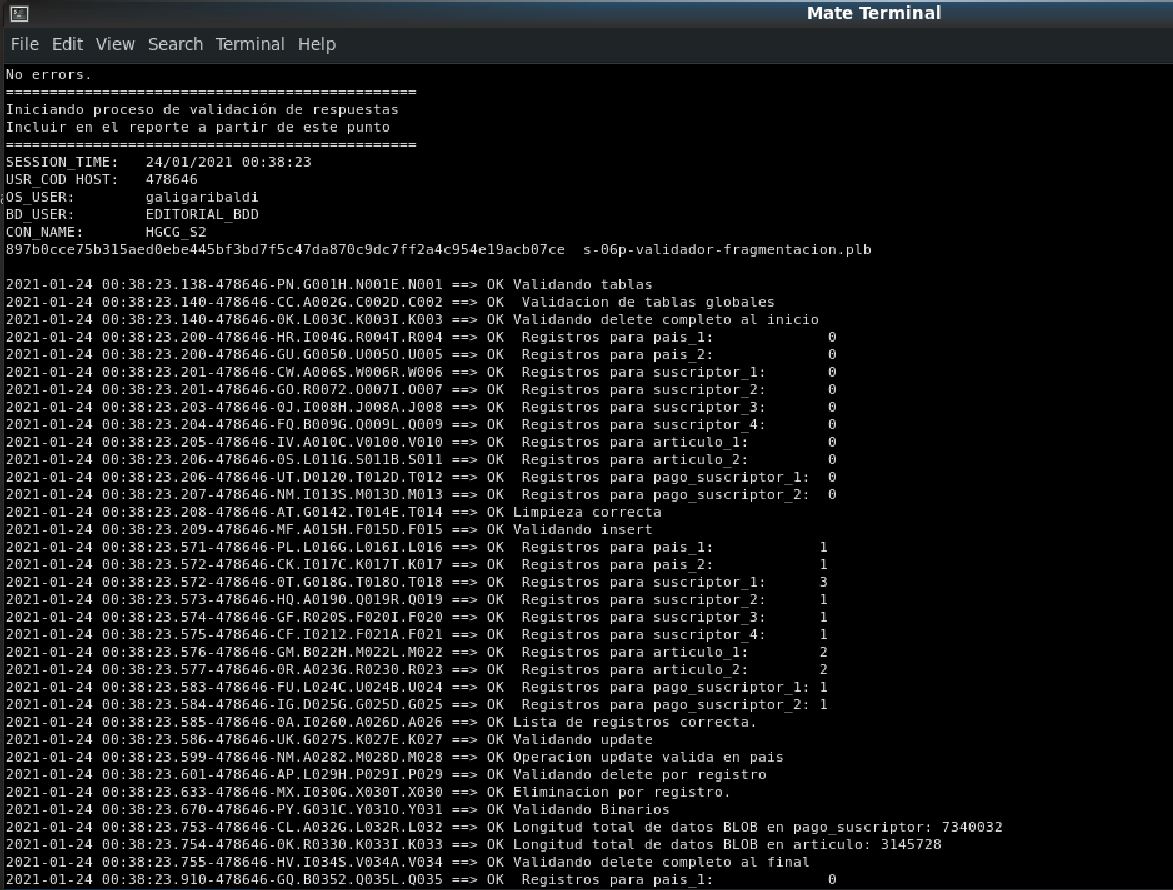 Mate Terminal
File Edit View Search Terminal Help
No errors.
===============================================
Iniciando proceso de validación de respuestas
Incluir en el reporte a partir de este punto
===============================================
SESSION_TIME: 24/01/2021 00:38:23
USR_COD_HOST: 478646
OS_USER: galigaribaldi
BD_USER: EDITORIAL_BDD
CON_NAME: HGCG_S2
897b0cce75b315aed0ebe445bf3bd7f5c47da870c9dc7ff2a4c954e19acb07ce s-06p-validador-fragmentacion.plb
2021-01-24 00:38:23.138-478646-PN.G001H.N001E.N001 ==> OK Validando tablas
2021-01-24 00:38:23.140-478646-CC.A002G.C002D.C002 ==> OK Validacion de tablas globales
2021-01-24 00:38:23.140-478646-0K.L003C.K003I.K003 ==> OK Validando delete completo al inicio
2021-01-24 00:38:23.200-478646-HR.I004G.R004T.R004 ==> OK Registros para pais_1: 0
2021-01-24 00:38:23.200-478646-GU.G0050.U005O.U005 ==> OK Registros para pais_2: 0
2021-01-24 00:38:23.201-478646-CW.A006S.W006R.W006 ==> OK Registros para suscriptor_1: 0
2021-01-24 00:38:23.201-478646-GO.R0072.O007I.O007 ==> OK Registros para suscriptor_2: 0
2021-01-24 00:38:23.203-478646-0J.I008H.J008A.J008 ==> OK Registros para suscriptor_3: 0
2021-01-24 00:38:23.204-478646-FQ.B009G.Q009L.Q009 ==> OK Registros para suscriptor_4: 0
2021-01-24 00:38:23.205-478646-IV.A010C.V0100.V010 ==> OK Registros para articulo_1: 0
2021-01-24 00:38:23.206-478646-0S.L011G.S011B.S011 ==> OK Registros para articulo_2: 0
2021-01-24 00:38:23.206-478646-UT.D0120.T012D.T012 ==> OK Registros para pago_suscriptor_1: 0
2021-01-24 00:38:23.207-478646-NM.I013S.M013D.M013 ==> OK Registros para pago_suscriptor_2: 0
2021-01-24 00:38:23.208-478646-AT.G0142.T014E.T014 ==> OK Limpieza correcta
2021-01-24 00:38:23.209-478646-MF.A015H.F015D.F015 ==> OK Validando insert
2021-01-24 00:38:23.571-478646-PL.L016G.L016I.L016 ==> OK Registros para pais_1: 1
2021-01-24 00:38:23.572-478646-CK.I017C.K017T.K017 ==> OK Registros para pais_2: 1
2021-01-24 00:38:23.572-478646-0T.G018G.T018O.T018 ==> OK Registros para suscriptor_1: 3
2021-01-24 00:38:23.573-478646-HQ.A0190.Q019R.Q019 ==> OK Registros para suscriptor_2: 1
2021-01-24 00:38:23.574-478646-GF.R020S.F020I.F020 ==> OK Registros para suscriptor_3: 1
2021-01-24 00:38:23.575-478646-CF.I0212.F021A.F021 ==> OK Registros para suscriptor_4: 1
2021-01-24 00:38:23.576-478646-GM.B022H.M022L.M022 ==> OK Registros para articulo_1: 2
2021-01-24 00:38:23.577-478646-0R.A023G.R0230.R023 ==> OK Registros para articulo_2: 2
2021-01-24 00:38:23.583-478646-FU.L024C.U024B.U024 ==> OK Registros para pago_suscriptor_1: 1
2021-01-24 00:38:23.584-478646-IG.D025G.G025D.G025 ==> OK Registros para pago_suscriptor_2: 1
2021-01-24 00:38:23.585-478646-0A.I0260.A026D.A026 ==> OK Lista de registros correcta.
2021-01-24 00:38:23.586-478646-UK.G027S.K027E.K027 ==> OK Validando update
2021-01-24 00:38:23.599-478646-NM.A0282.M028D.M028 ==> OK Operacion update valida en pais
2021-01-24 00:38:23.601-478646-AP.L029H.P029I.P029 ==> OK Validando delete por registro
2021-01-24 00:38:23.633-478646-MX.I030G.X030T.X030 ==> OK Eliminacion por registro.
2021-01-24 00:38:23.670-478646-PY.G031C.Y031O.Y031 ==> OK Validando Binarios
2021-01-24 00:38:23.753-478646-CL.A032G.L032R.L032 ==> OK Longitud total de datos BLOB en pago_suscriptor: 7340032
2021-01-24 00:38:23.754-478646-0K.R0330.K033I.K033 ==> OK Longitud total de datos BLOB en articulo: 3145728
2021-01-24 00:38:23.755-478646-HV.I034S.V034A.V034 ==> OK Validando delete completo al final
2021-01-24 00:38:23.910-478646-GQ.B0352.Q035L.Q035 ==> OK Registros para pais_1: 0